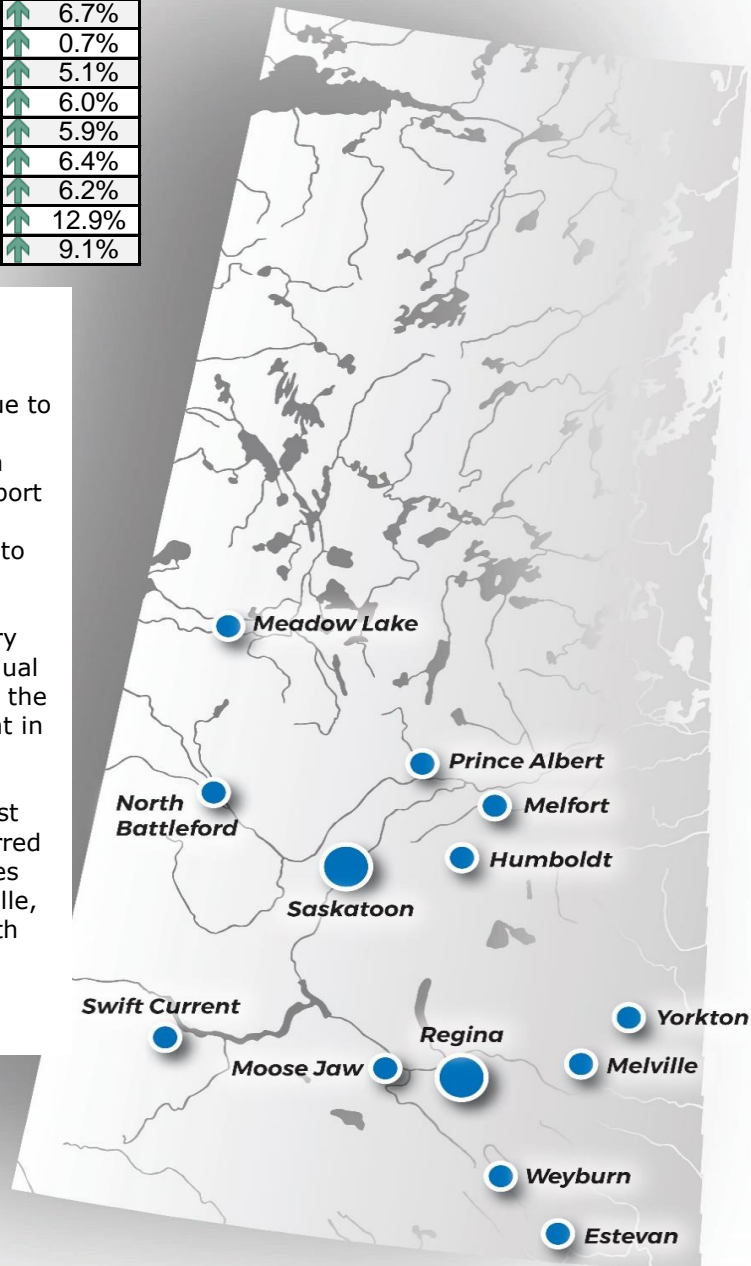 6.7%
0.7%
5.1%
6.0%
5.9%
6.4%
6.2%
12.9%
9.1%
ue to
port
to
ry
ual
the
t in
st
rred
es
lle,
th
Meadow Lake
Prince Albert
North
Battleford
Melfort
Humboldt
Saskatoon
Swift Current
Yorkton
Regina
Moose Jaw
Melville
Weyburn
Estevan